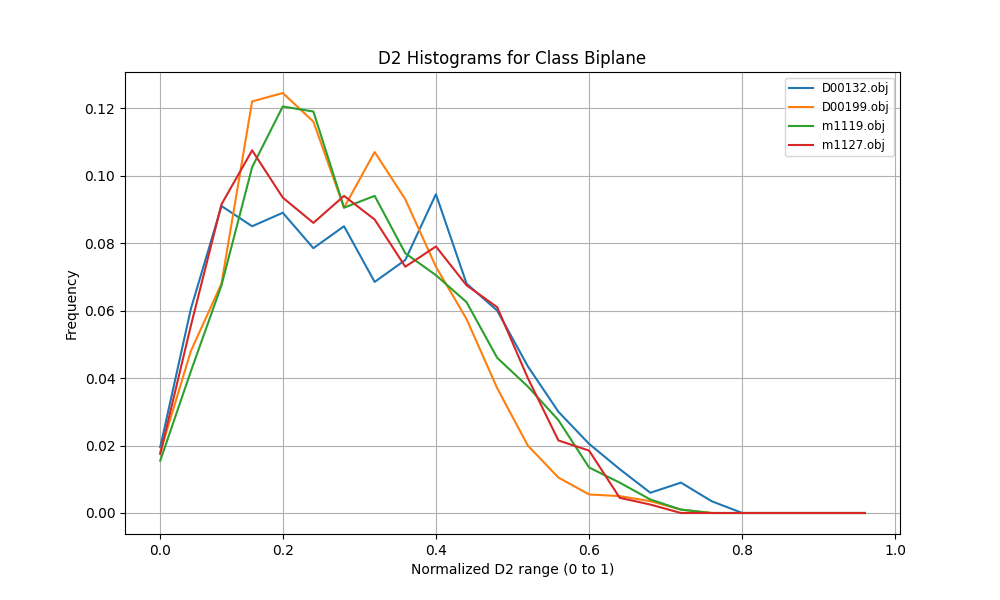 D2 Histograms for Class Biplane
D00132.obj
D00199.obj
m1119.obj
m1127.obj
Frequency
0.12
0.10
0.08
0.06
0.04
0.02
0.00
0.0 0.2 0.4 0.6 0.8 1.0
Normalized D2 range (0 to 1)